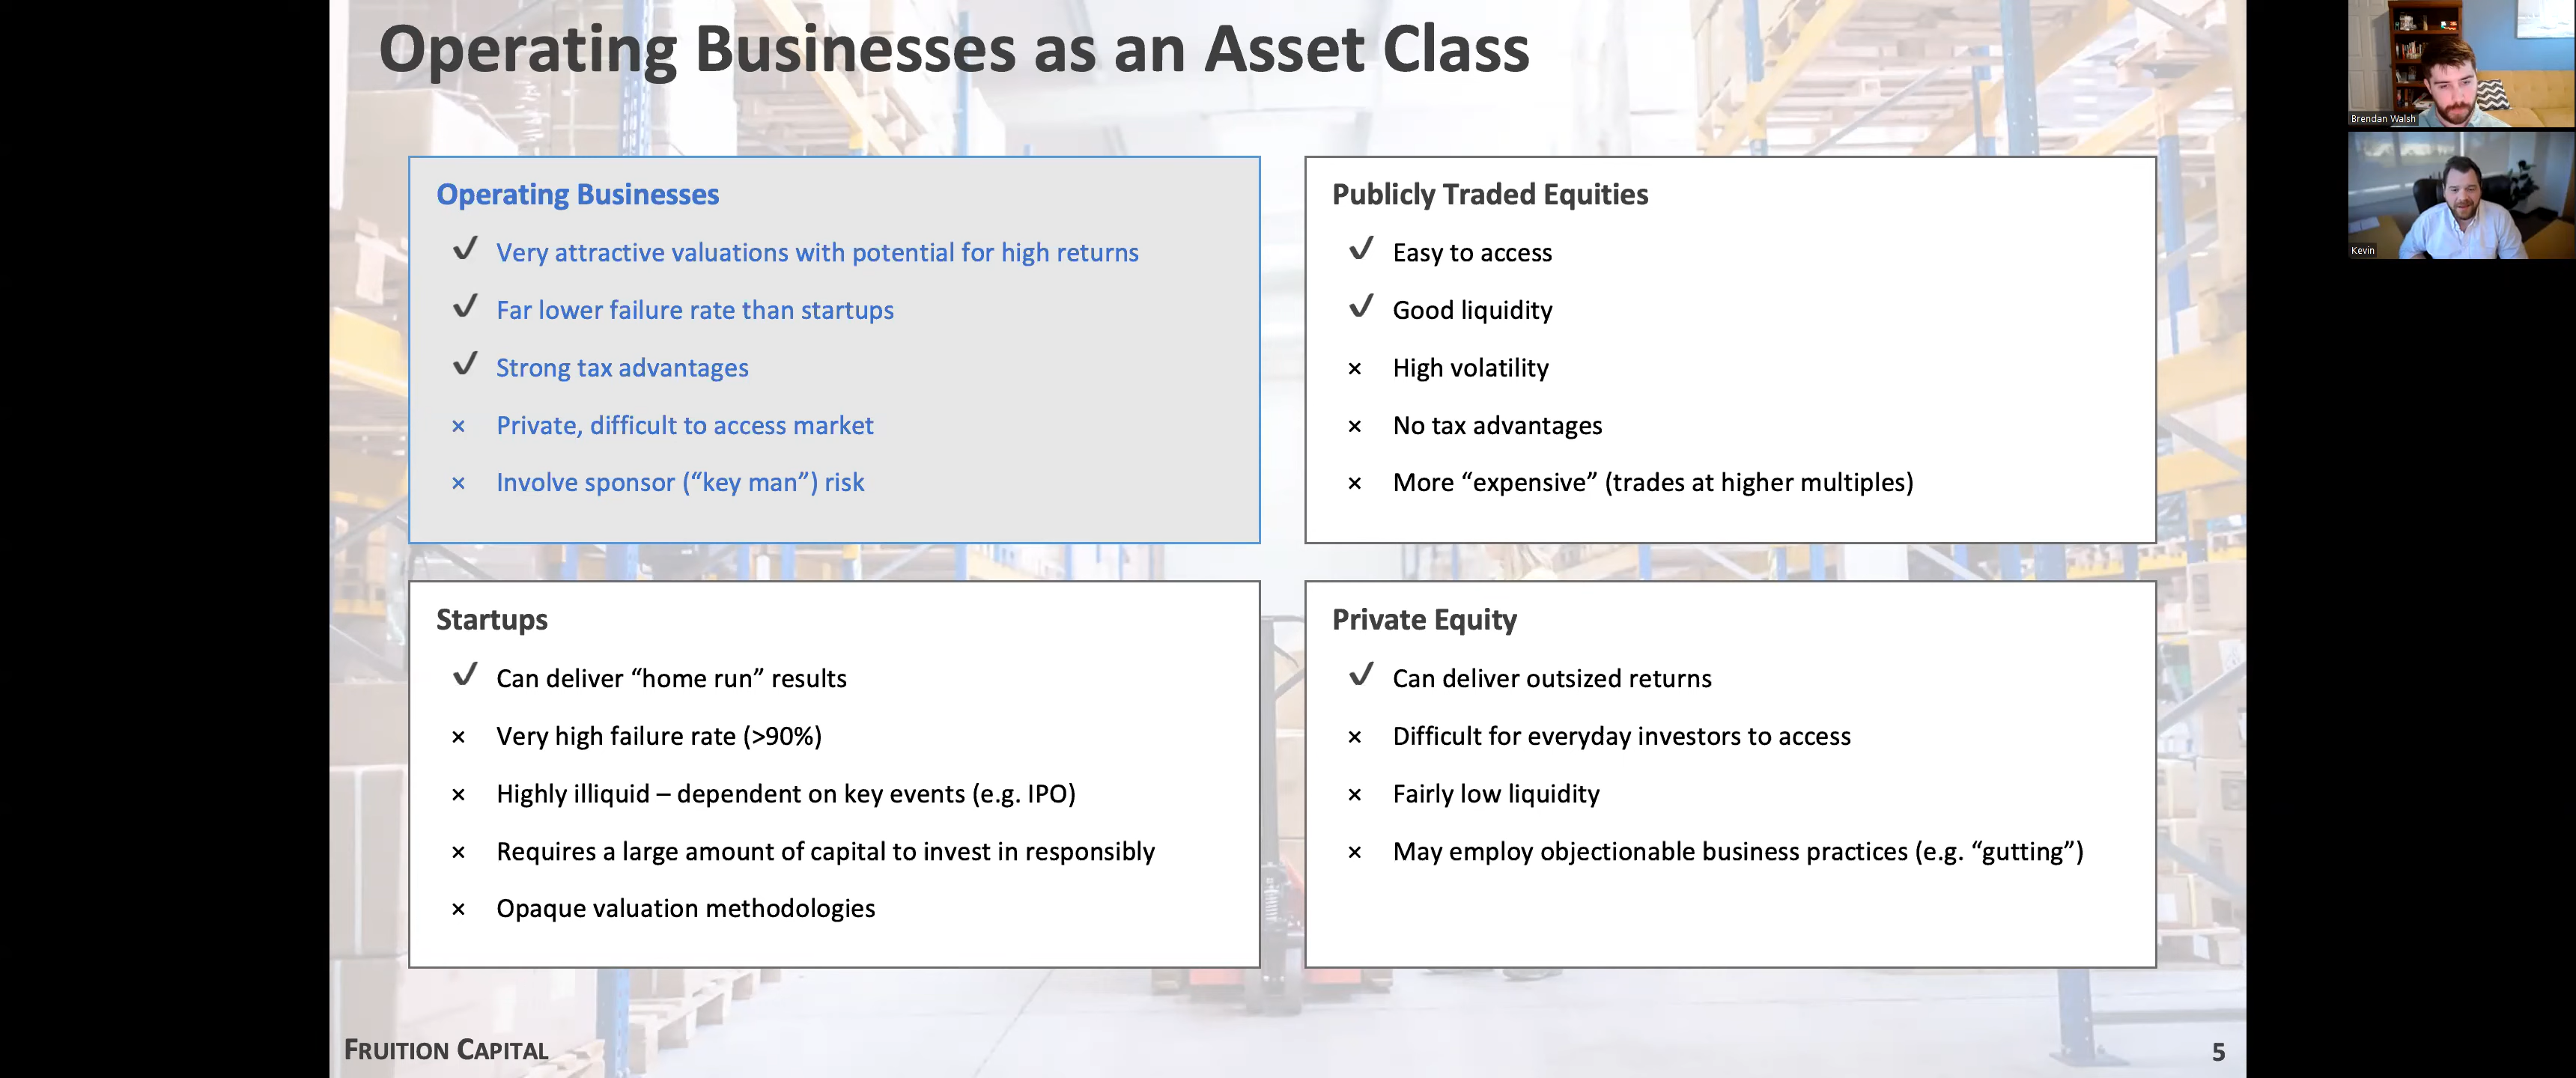 Operating Businesses as an Asset Class
Operating Businesses
✓ Very attractive valuations with potential for high returns
✓ Far lower failure rate than startups
✓ Strong tax advantages
× Private, difficult to access market
× Involve sponsor (“key man”) risk
Publicly Traded Equities
✓ Easy to access
✓ Good liquidity
× High volatility
× No tax advantages
× More “expensive” (trades at higher multiples)
Startups
✓ Can deliver “home run” results
× Very high failure rate (>90%)
× Highly illiquid – dependent on key events (e.g. IPO)
× Requires a large amount of capital to invest in responsibly
× Opaque valuation methodologies
Private Equity
✓ Can deliver outsized returns
× Difficult for everyday investors to access
× Fairly low liquidity
× May employ objectionable business practices (e.g. “gutting”)
FRUITION CAPITAL
5
Brendan Walsh
Kevin